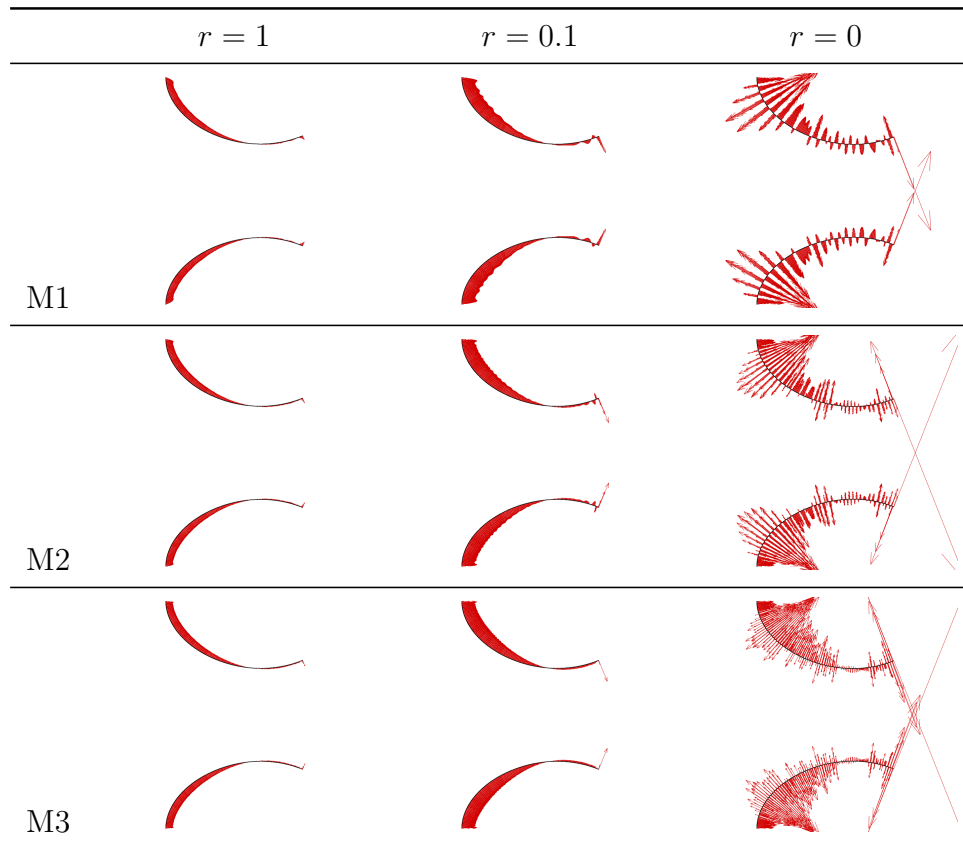 r = 1 r = 0.1 r = 0
M1
M2
M3